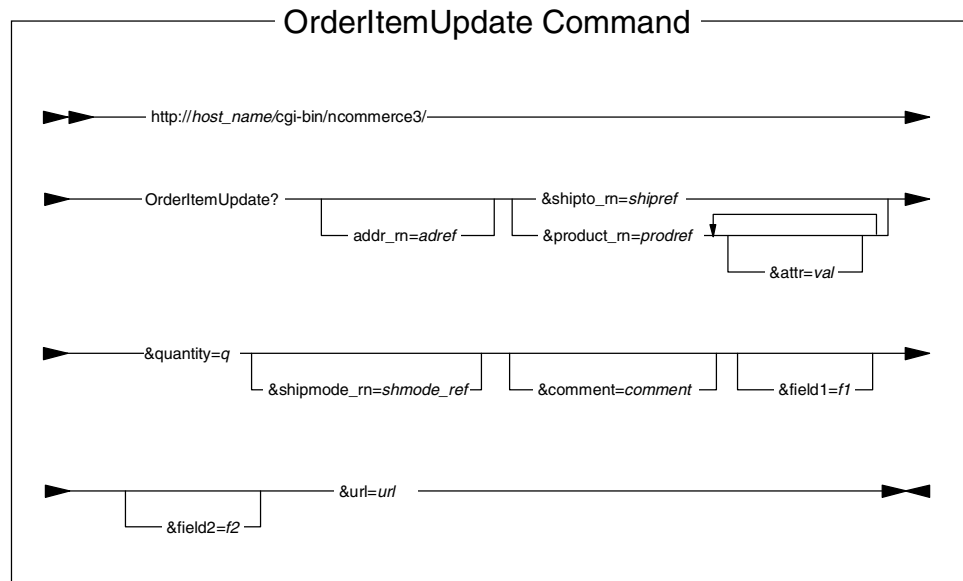 OrderItemUpdate Command
http://host_name/cgi-bin/ncommerce3/
OrderItemUpdate?
addr_rn=adref
&shipto_rn=shipref
&product_rn=prodref
&attr=val
&quantity=q
&shipmode_rn=shmode_ref
&comment=comment
&field1=f1
&field2=f2
&url=url